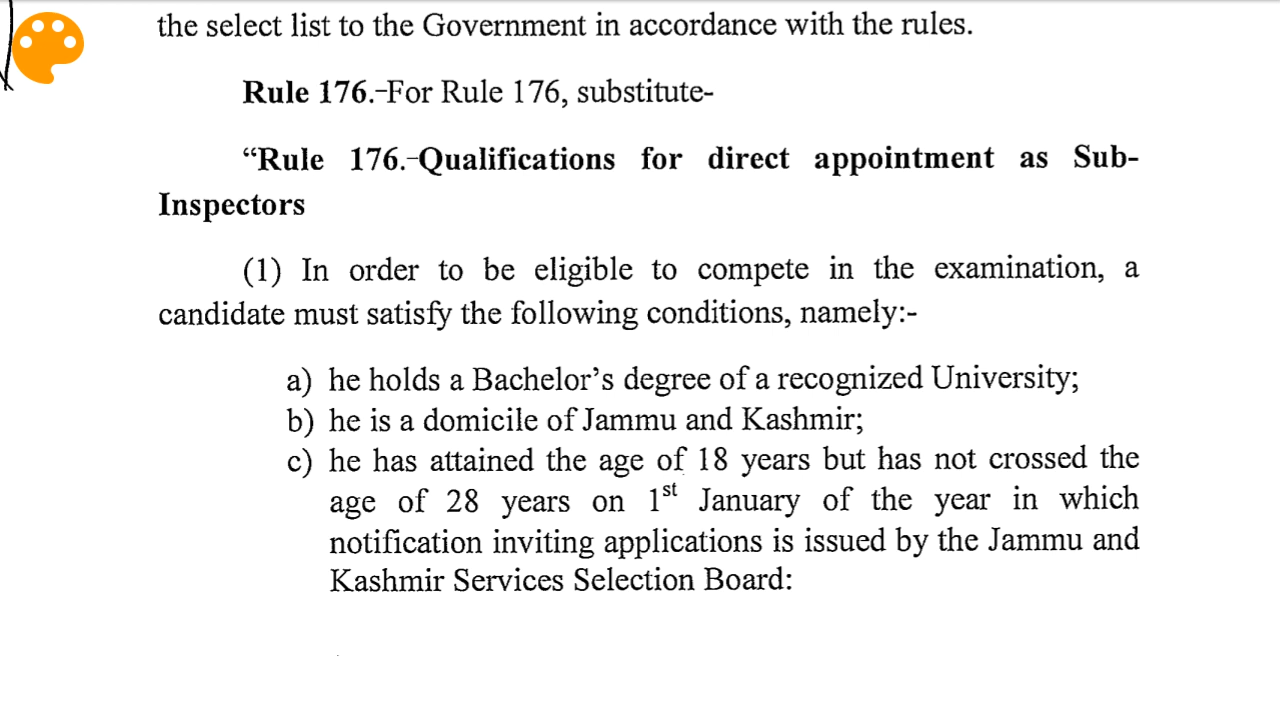 the select list to the Government in accordance with the rules.
Rule 176.-For Rule 176, substitute-
“Rule 176.-Qualifications for direct appointment as Sub-
Inspectors
(1) In order to be eligible to compete in the examination, a
candidate must satisfy the following conditions, namely:-
a) he holds a Bachelor’s degree of a recognized University;
b) he is a domicile of Jammu and Kashmir;
c) he has attained the age of 18 years but has not crossed the
age of 28 years on 1st January of the year in which
notification inviting applications is issued by the Jammu and
Kashmir Services Selection Board: